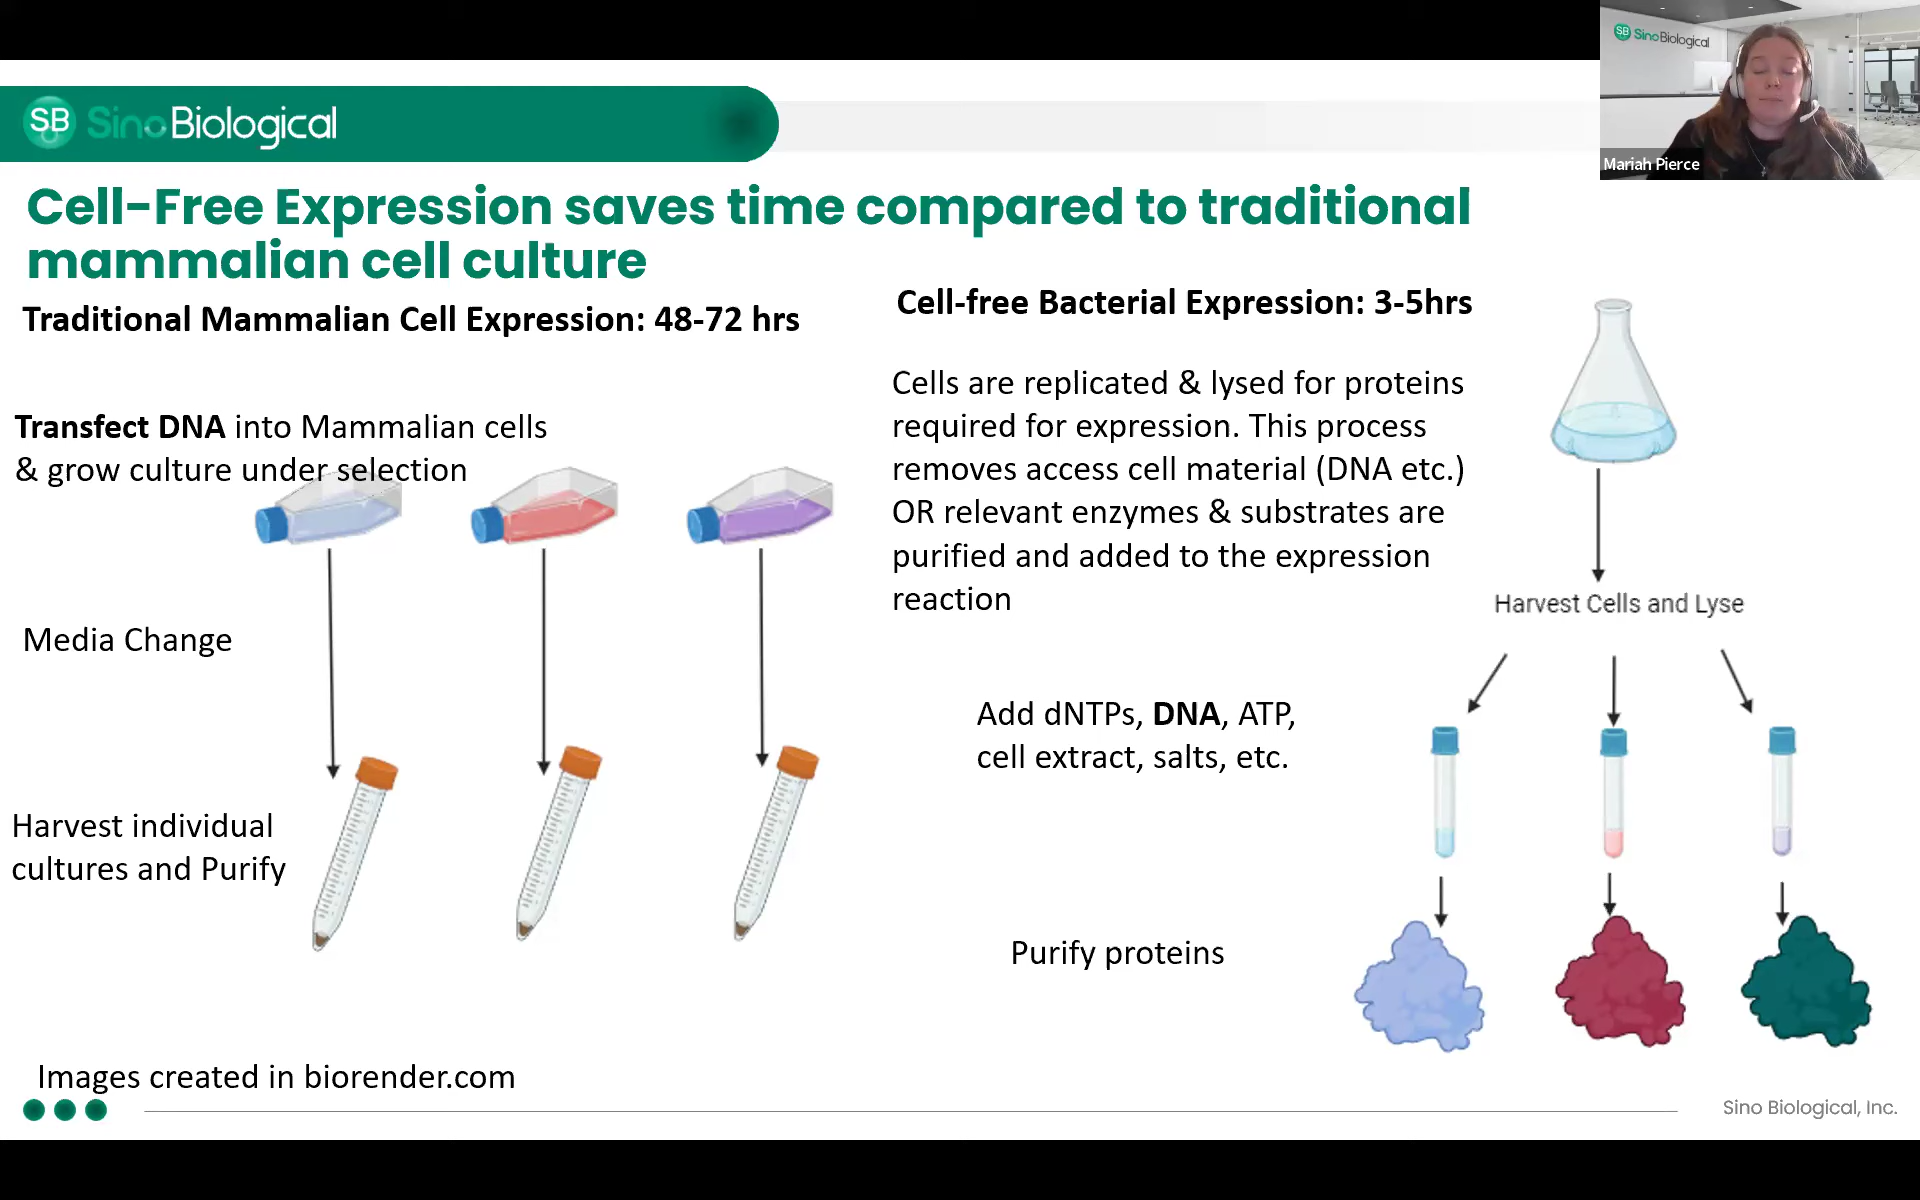 SB SinoBiological
SB SinoBiological
Mariah Pierce
Cell-Free Expression saves time compared to traditional
mammalian cell culture
Traditional Mammalian Cell Expression: 48-72 hrs
Transfect DNA into Mammalian cells
& grow culture under selection
Media Change
Harvest individual
cultures and Purify
Cell-free Bacterial Expression: 3-5hrs
Cells are replicated & lysed for proteins
required for expression. This process
removes access cell material (DNA etc.)
OR relevant enzymes & substrates are
purified and added to the expression
reaction
Harvest Cells and Lyse
Add dNTPs, DNA, ATP,
cell extract, salts, etc.
Purify proteins
Images created in biorender.com
Sino Biological, Inc.